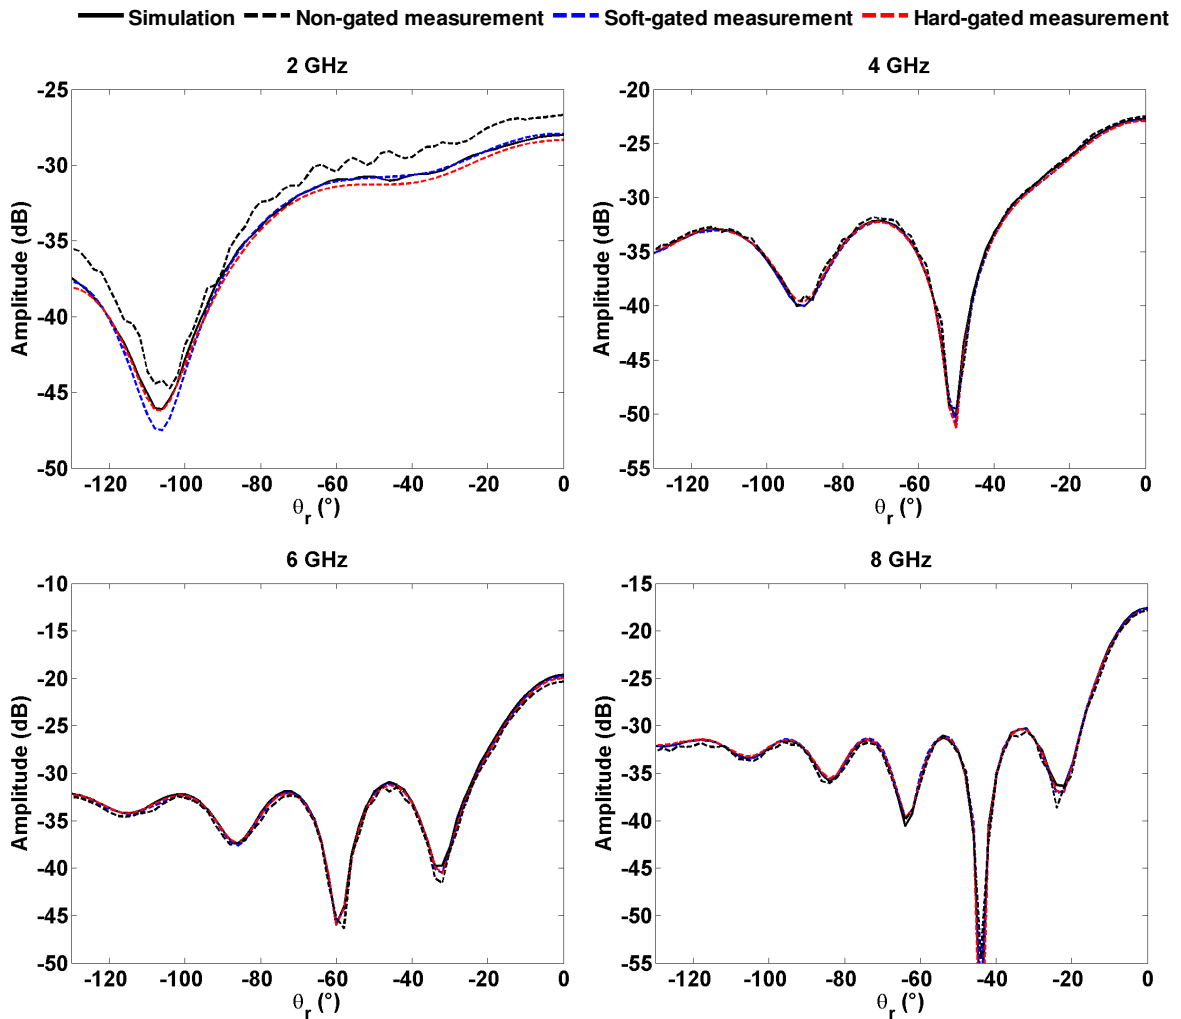 Simulation Non-gated measurement Soft-gated measurement Hard-gated measurement
2 GHz
-25
-30
-35
-40
-45
-50
Amplitude (dB)
-120 -100 -80 -60 -40 -20 0
θr (°)
4 GHz
-20
-25
-30
-35
-40
-45
-50
-55
Amplitude (dB)
-120 -100 -80 -60 -40 -20 0
θr (°)
6 GHz
-10
-15
-20
-25
-30
-35
-40
-45
-50
Amplitude (dB)
-120 -100 -80 -60 -40 -20 0
θr (°)
8 GHz
-15
-20
-25
-30
-35
-40
-45
-50
-55
Amplitude (dB)
-120 -100 -80 -60 -40 -20 0
θr (°)